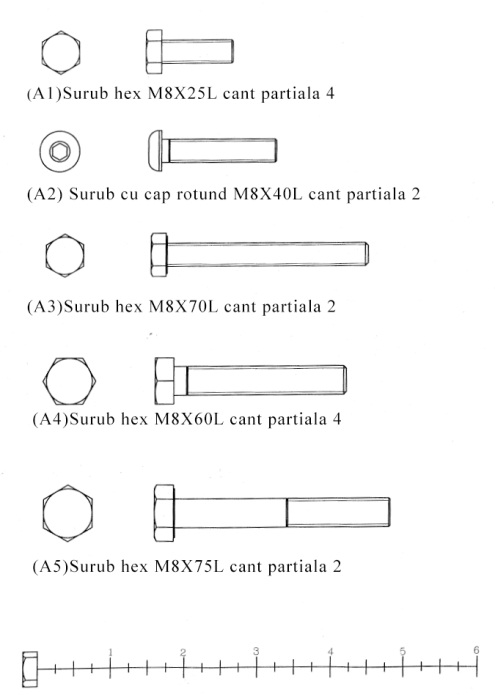 (A1)Surub hex M8X25L cant partiala 4
(A2) Surub cu cap rotund M8X40L cant partiala 2
(A3)Surub hex M8X70L cant partiala 2
(A4)Surub hex M8X60L cant partiala 4
(A5)Surub hex M8X75L cant partiala 2
1 2 3 4 5 6